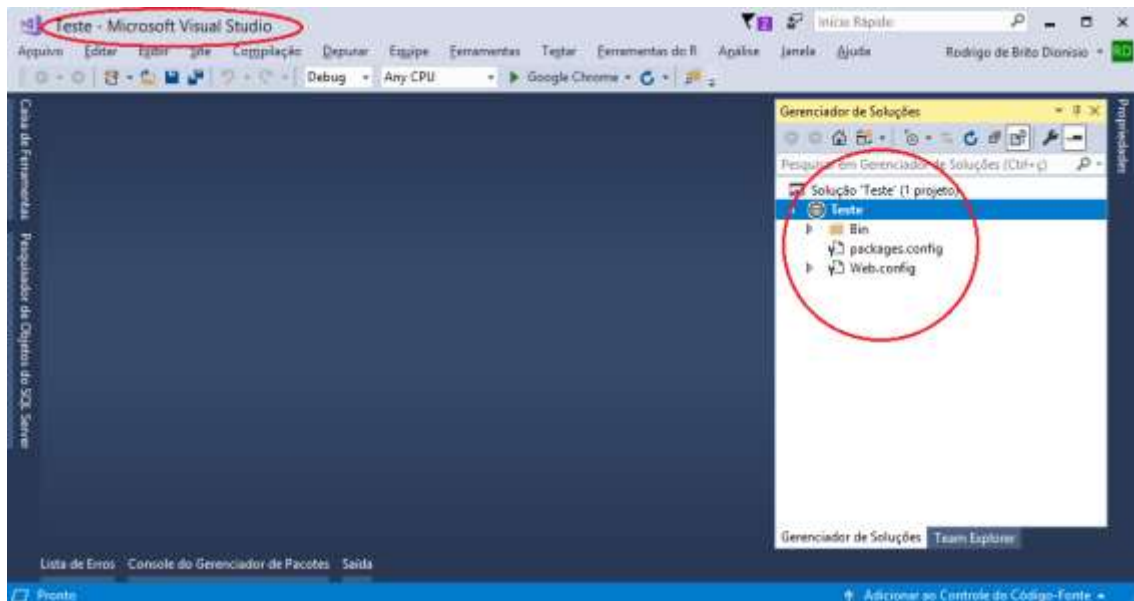 Teste - Microsoft Visual Studio
2
Início Rápido
Arquivo Editar Exibir Site Compilação Depurar Equipe Ferramentas Testar Ferramentas do R Analise Janela Ajuda Rodrigo de Brito Dionisio RD
Debug Any CPU Google Chrome
Caixa de Ferramentas
Pesquisador de Objetos do SQL Server
Gerenciador de Soluções
Pesquisar em Gerenciador de Soluções (Ctrl+ç)
Solução 'Teste' (1 projeto)
Teste
Bin
packages.config
Web.config
Propriedades
Gerenciador de Soluções Team Explorer
Lista de Erros Console do Gerenciador de Pacotes Saída
Pronto
Adicionar ao Controle do Código-Fonte